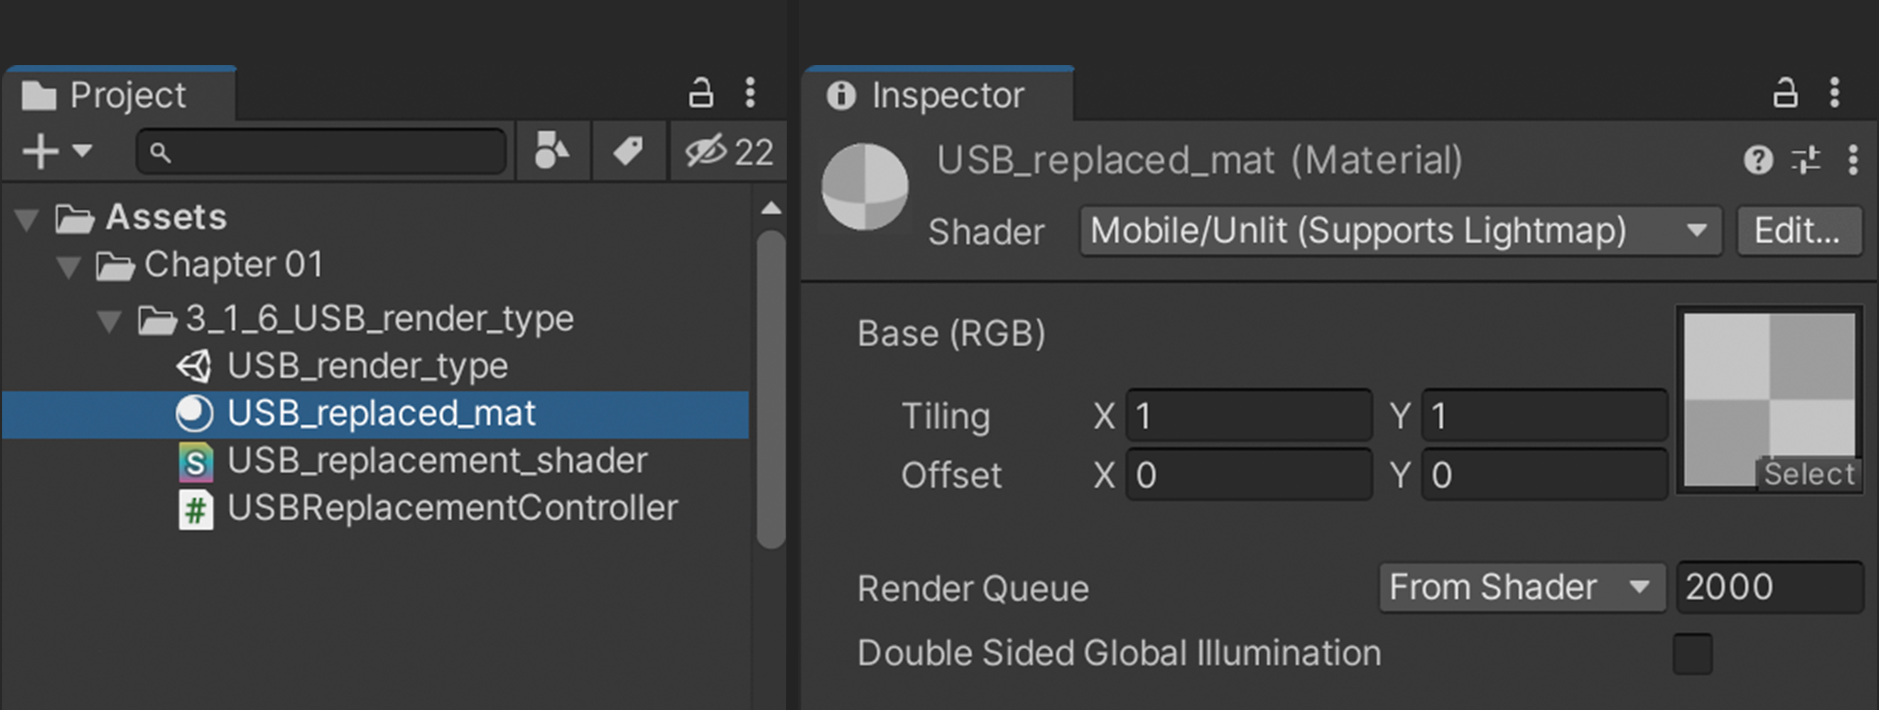 Project
22
Assets
Chapter 01
3_1_6_USB_render_type
USB_render_type
USB_replaced_mat
S USB_replacement_shader
# USBReplacementController
Inspector
USB_replaced_mat (Material)
Shader Mobile/Unlit (Supports Lightmap) Edit...
Base (RGB)
Tiling X 1 Y 1
Offset X 0 Y 0
Select
Render Queue From Shader 2000
Double Sided Global Illumination